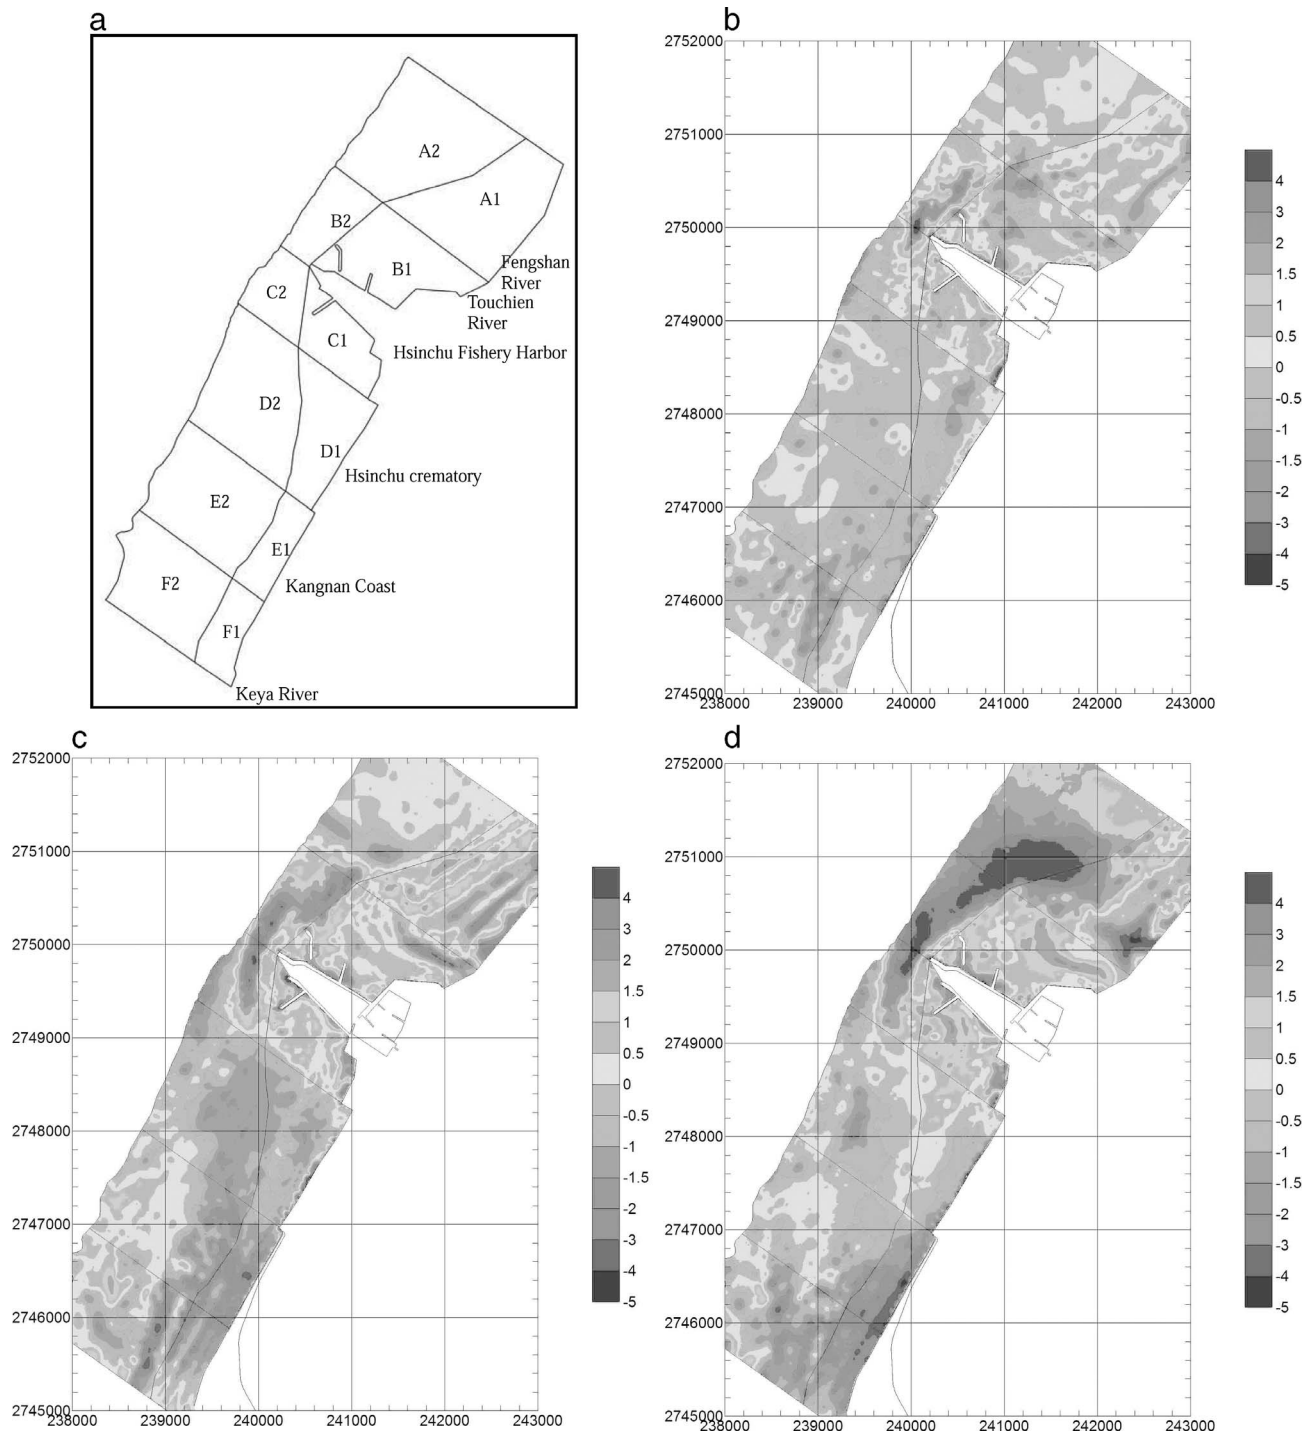 a
A2
A1
B2
B1
Fengshan
River
C2
Touchien
River
C1
Hsinchu Fishery Harbor
D2
D1
Hsinchu crematory
E2
E1
F2
Kangnan Coast
F1
Keya River
b
2752000
2751000
2750000
2749000
2748000
2747000
2746000
2745000
238000 239000 240000 241000 242000 243000
4
3
2
1.5
1
0.5
0
-0.5
-1
-1.5
-2
-3
-4
-5
c
2752000
2751000
2750000
2749000
2748000
2747000
2746000
2745000
238000 239000 240000 241000 242000 243000
4
3
2
1.5
1
0.5
0
-0.5
-1
-1.5
-2
-3
-4
-5
d
2752000
2751000
2750000
2749000
2748000
2747000
2746000
2745000
238000 239000 240000 241000 242000 243000
4
3
2
1.5
1
0.5
0
-0.5
-1
-1.5
-2
-3
-4
-5